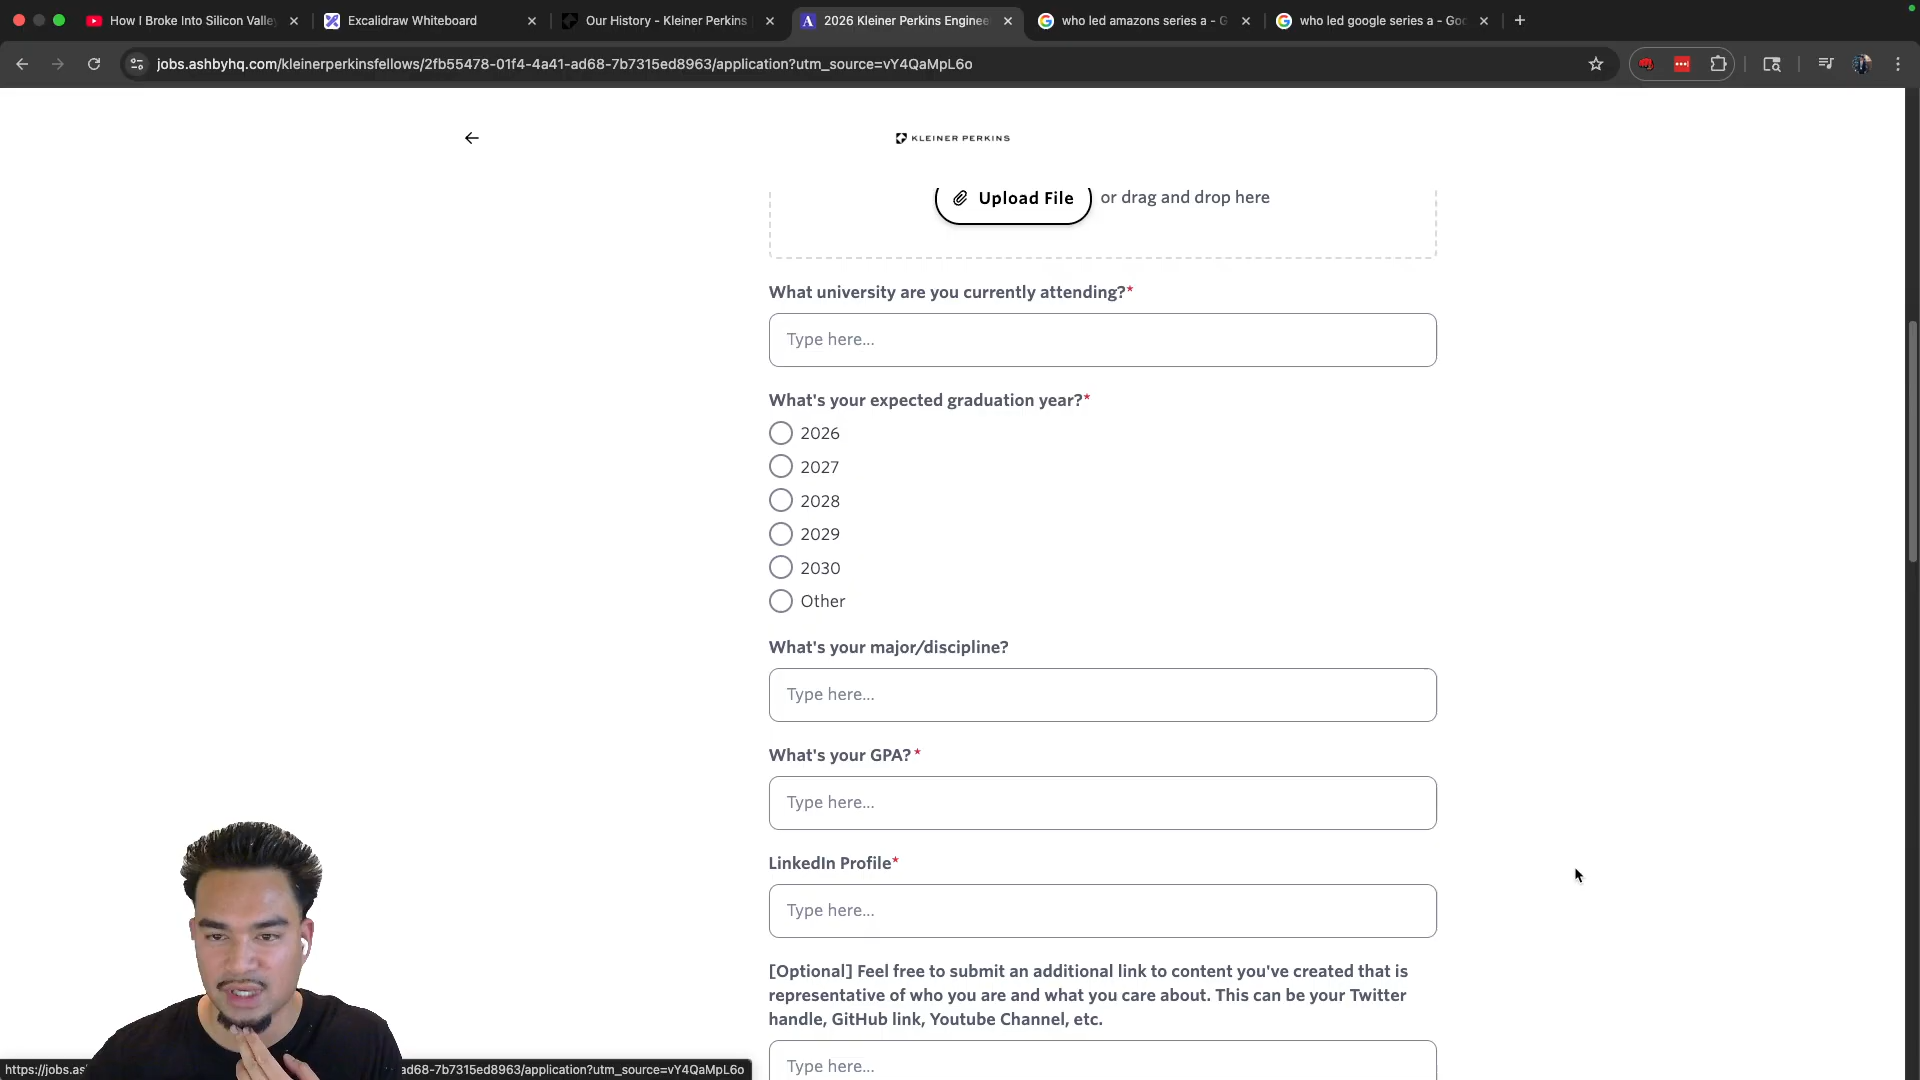 How I Broke Into Silicon Valle
Excalidraw Whiteboard
Our History - Kleiner Perkins
2026 Kleiner Perkins Enginee
who led amazons series a - G
who led google series a - Goo
jobs.ashbyhq.com/kleinerperkinsfellows/2fb55478-01f4-4a41-ad68-7b7315ed8963/application?utm_source=vY4QaMpL6o
KLEINER PERKINS
Upload File or drag and drop here
What university are you currently attending?*
Type here...
What's your expected graduation year?*
2026
2027
2028
2029
2030
Other
What's your major/discipline?
Type here...
What's your GPA?*
Type here...
LinkedIn Profile*
Type here...
[Optional] Feel free to submit an additional link to content you've created that is
representative of who you are and what you care about. This can be your Twitter
handle, GitHub link, Youtube Channel, etc.
Type here...
https://jobs.as
ad68-7b7315ed8963/application?utm_source=vY4QaMpL6o